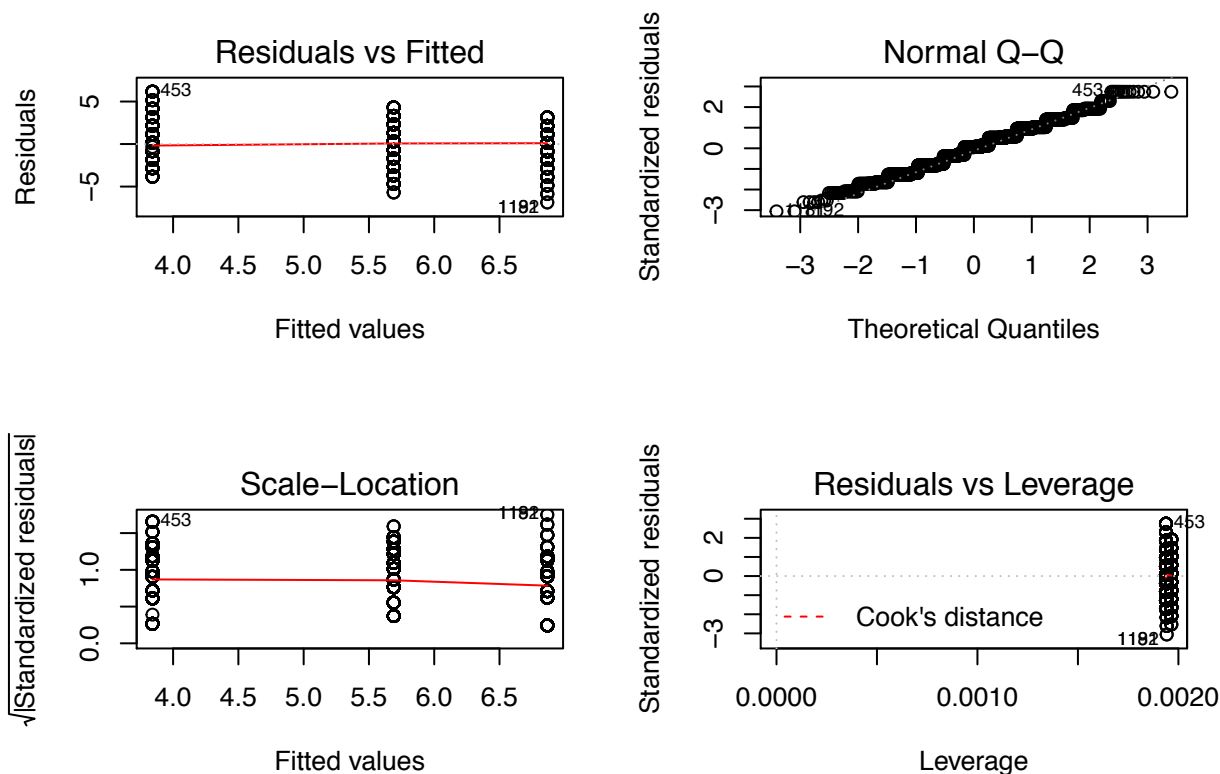 Residuals vs Fitted
Residuals
5
−5
453
4.0 4.5 5.0 5.5 6.0 6.5
Fitted values
Normal Q−Q
Standardized residuals
2
0
−3
453
−3 −2 −1 0 1 2 3
Theoretical Quantiles
Scale−Location
√|Standardized residuals|
1.0
0.0
453
4.0 4.5 5.0 5.5 6.0 6.5
Fitted values
Residuals vs Leverage
Standardized residuals
2
0
−3
453
Cook's distance
0.0000 0.0010 0.0020
Leverage